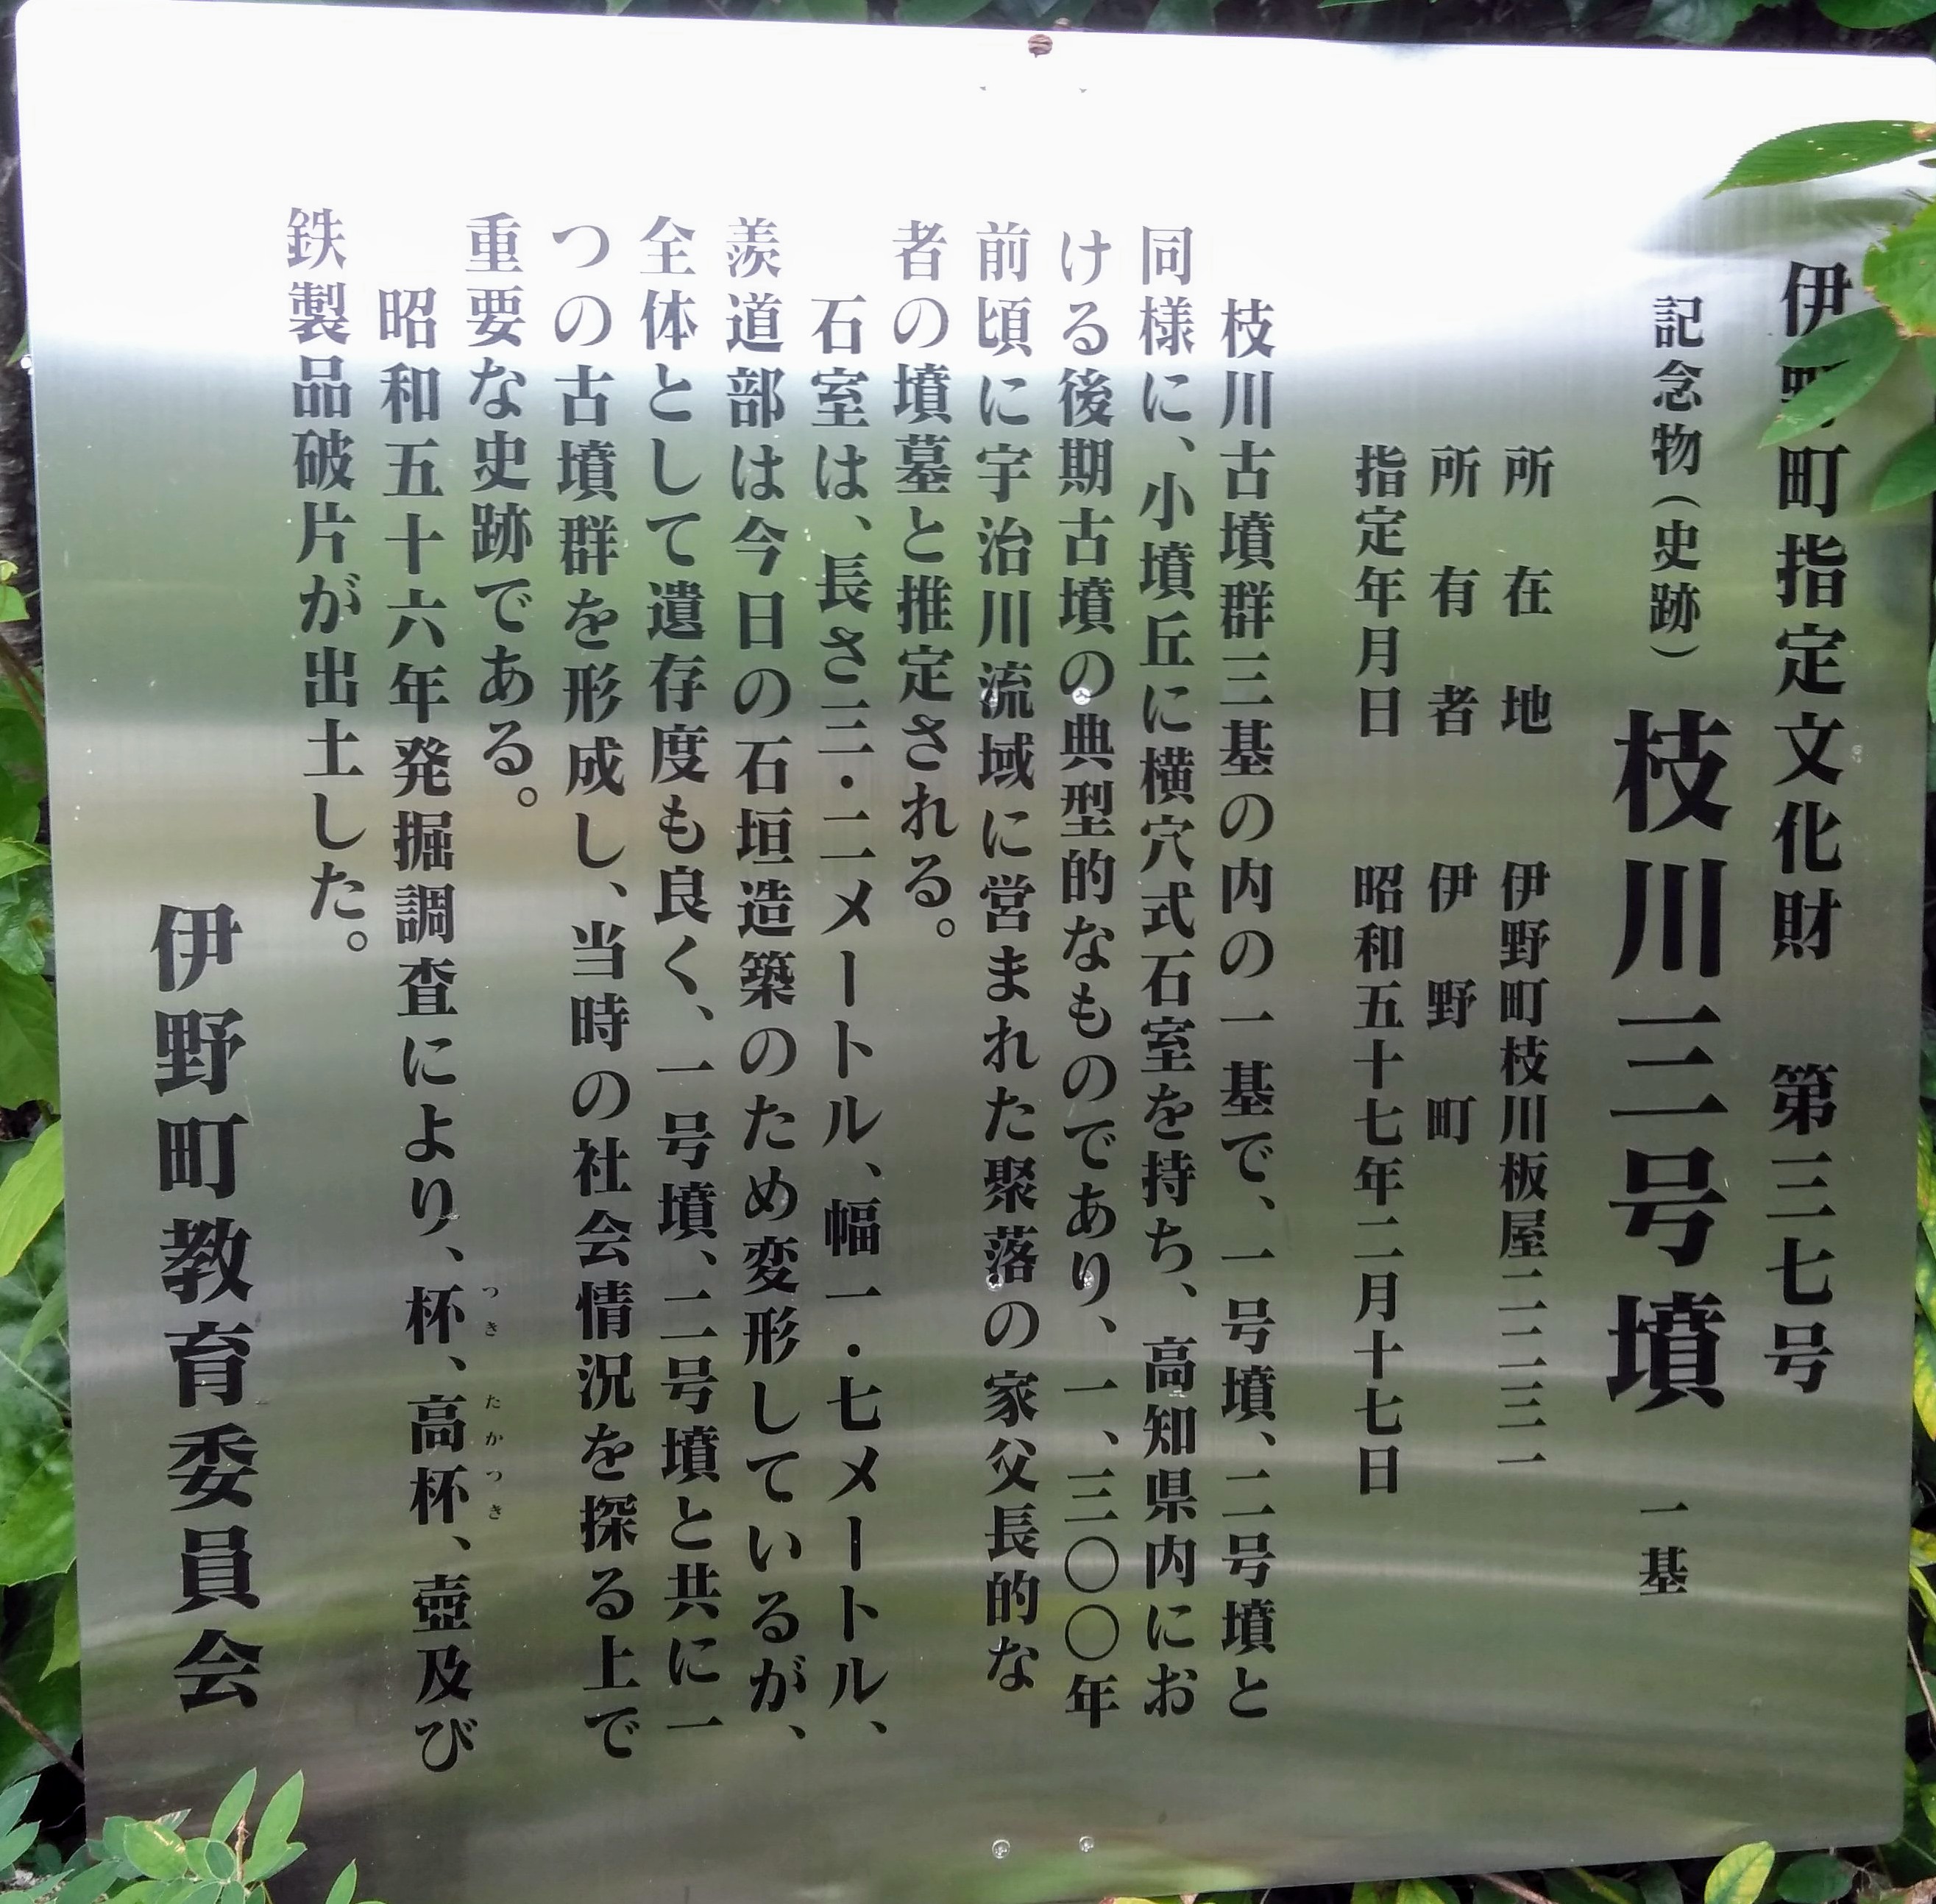 伊野町指定文化財　第三七号
記念物（史跡）　枝川三号墳　一基
所在地　伊野町枝川板屋二二三一
所有者　伊野町
指定年月日　昭和五十七年二月十七日
枝川古墳群三基の内の一基で、一号墳、二号墳と
同様に、小墳丘に横穴式石室を持ち、高知県内にお
ける後期古墳の典型的なものであり、一、三〇〇年
前頃に宇治川流域に営まれた聚落の家父長的な
者の墳墓と推定される。
石室は、長さ三・二メートル、幅一・七メートル、
羨道部は今日の石垣造築のため変形しているが、
全体として遺存度も良く、一号墳、二号墳と共に一
つの古墳群を形成し、当時の社会情況を探る上で
重要な史跡である。
昭和五十六年発掘調査により、杯、高杯、壺及び
つき　たかつき
鉄製品破片が出土した。
伊野町教育委員会